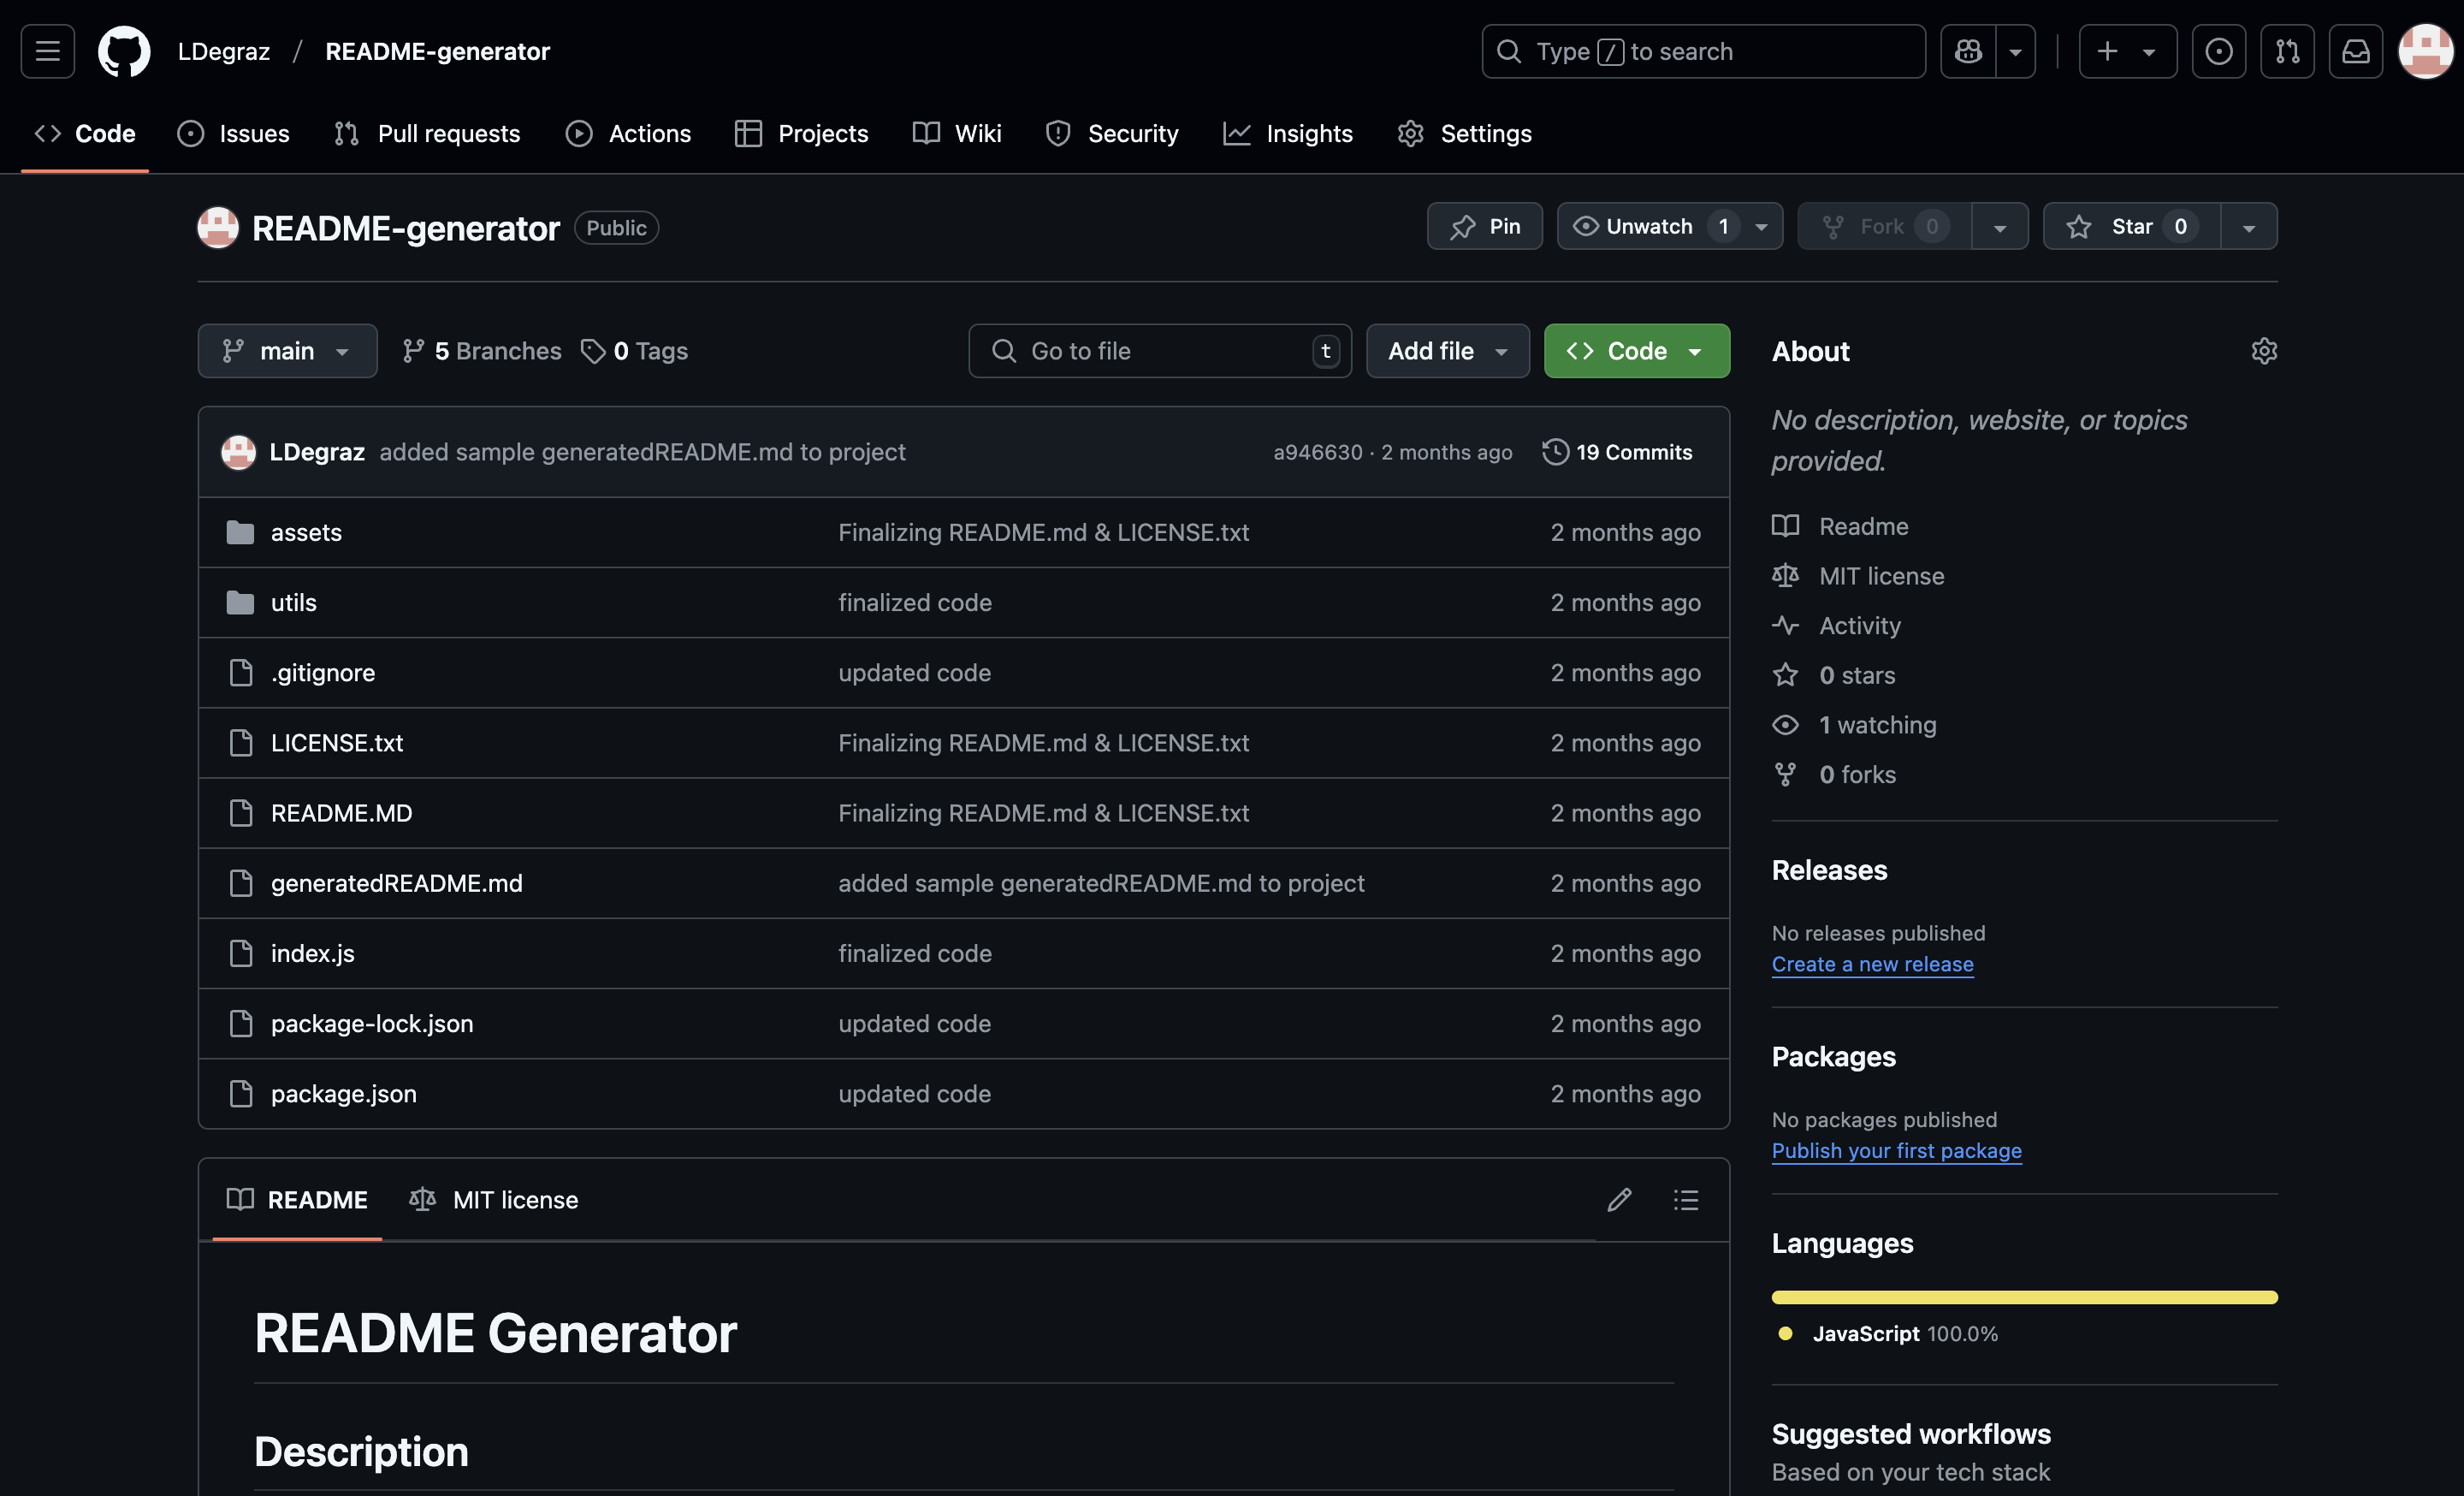 LDegraz / README-generator
Type / to search
Code
Issues
Pull requests
Actions
Projects
Wiki
Security
Insights
Settings
README-generator Public
Pin
Unwatch 1
Fork 0
Star 0
main
5 Branches
0 Tags
Go to file t
Add file
Code
LDegraz added sample generatedREADME.md to project a946630 · 2 months ago 19 Commits
assets Finalizing README.md & LICENSE.txt 2 months ago
utils finalized code 2 months ago
.gitignore updated code 2 months ago
LICENSE.txt Finalizing README.md & LICENSE.txt 2 months ago
README.MD Finalizing README.md & LICENSE.txt 2 months ago
generatedREADME.md added sample generatedREADME.md to project 2 months ago
index.js finalized code 2 months ago
package-lock.json updated code 2 months ago
package.json updated code 2 months ago
README
MIT license
README Generator
Description
About
No description, website, or topics
provided.
Readme
MIT license
Activity
0 stars
1 watching
0 forks
Releases
No releases published
Create a new release
Packages
No packages published
Publish your first package
Languages
JavaScript 100.0%
Suggested workflows
Based on your tech stack